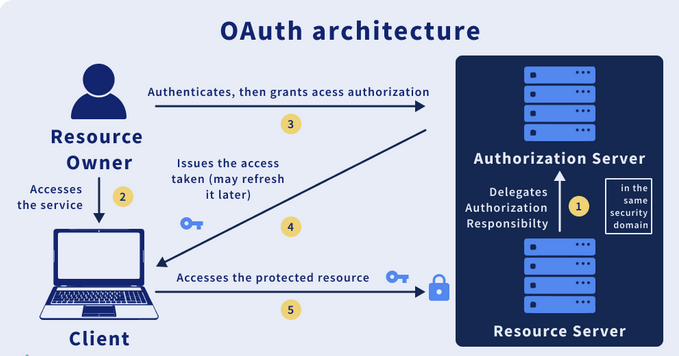 OAuth architecture
Authenticates, then grants acess authorization
3
Resource
Owner
Accesses
the service
2
Issues the access
taken (may refresh
it later)
4
Accesses the protected resource
5
Client
Authorization Server
Delegates
Authorization
Responsibilty
1
in the
same
security
domain
Resource Server